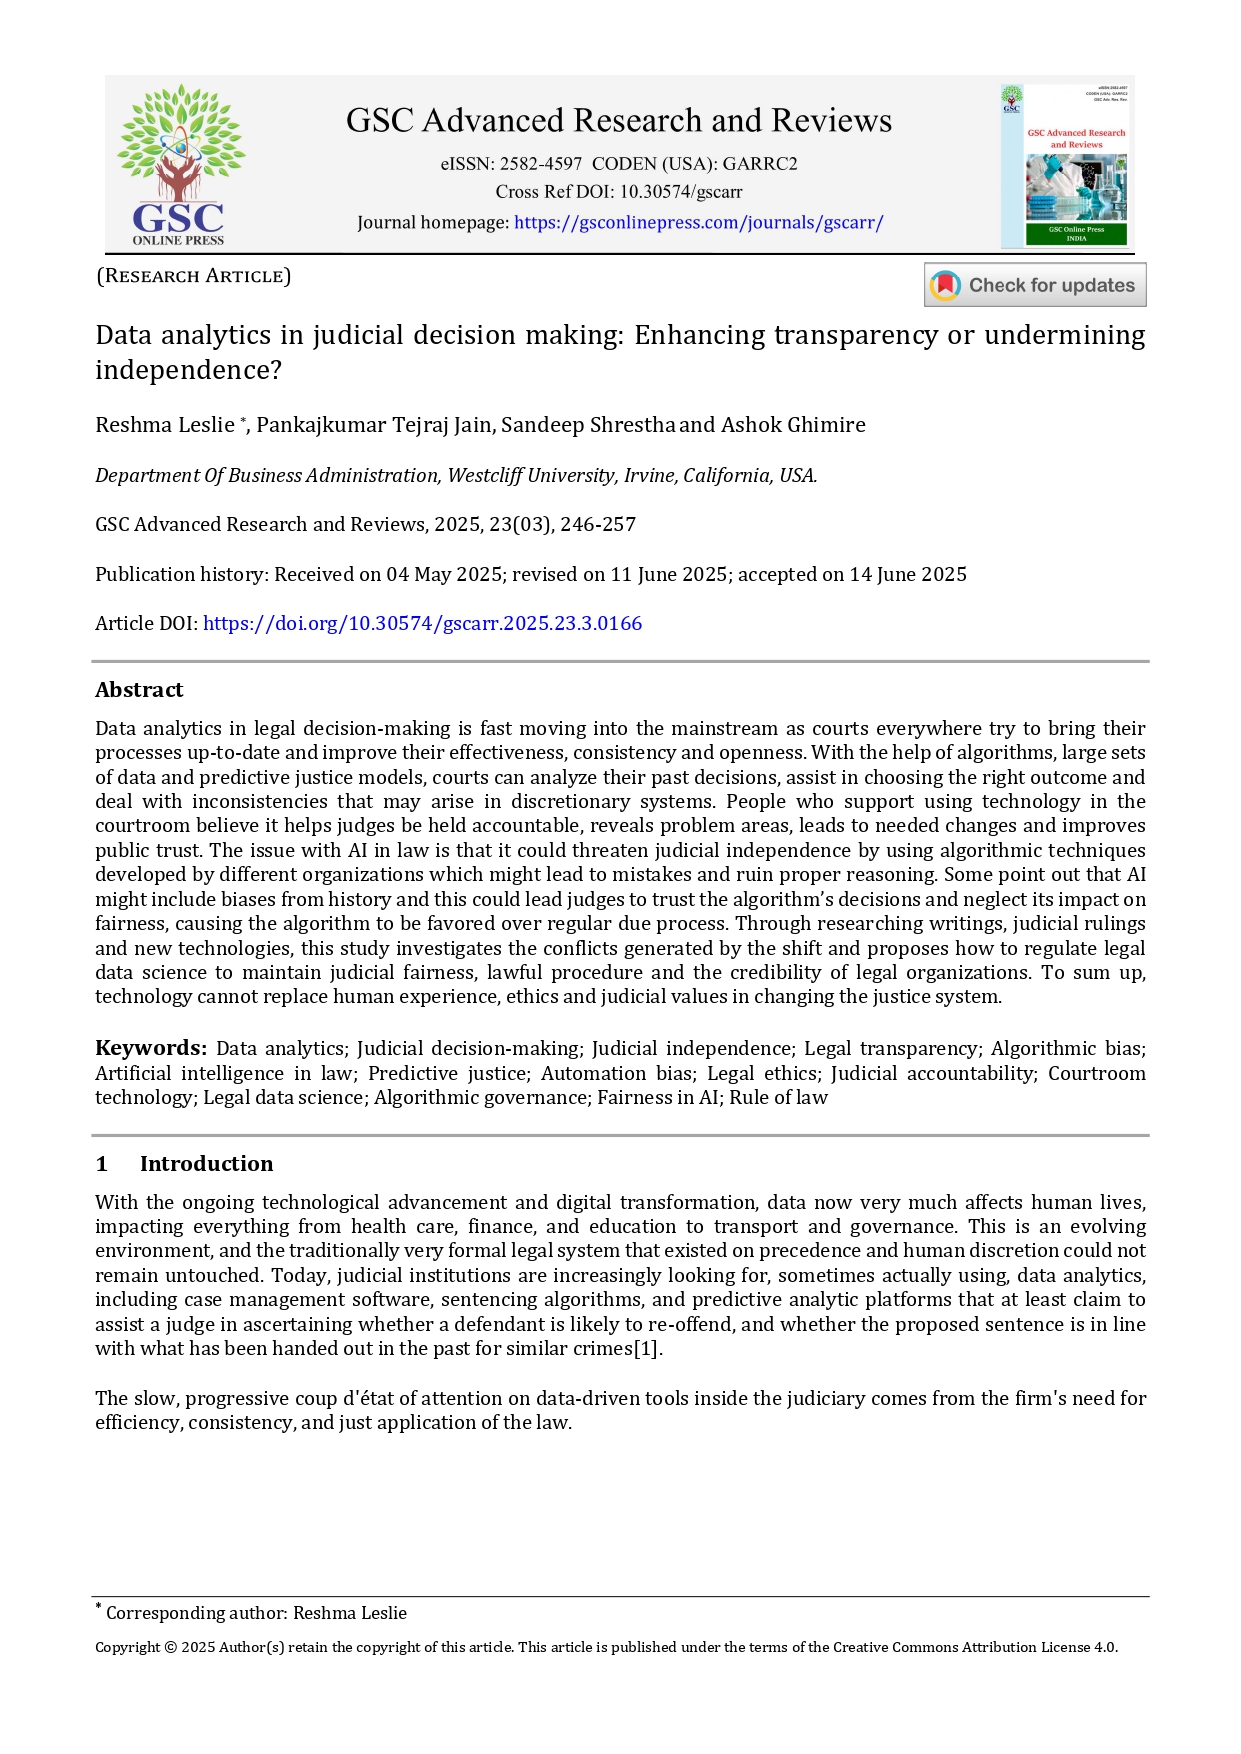 GSC
ONLINE PRESS
GSC Advanced Research and Reviews
eISSN: 2582-4597 CODEN (USA): GARRC2
Cross Ref DOI: 10.30574/gscarr
Journal homepage: https://gsconlinepress.com/journals/gscarr/
eISSN:2582-4597
CODEN (USA): GARRC2
GSC Adv. Res. Rev.
GSC
GSC Advanced Research
and Reviews
GSC Online Press
INDIA
(RESEARCH ARTICLE)
Check for updates
Data analytics in judicial decision making: Enhancing transparency or undermining
independence?
Reshma Leslie *, Pankajkumar Tejraj Jain, Sandeep Shrestha and Ashok Ghimire
Department Of Business Administration, Westcliff University, Irvine, California, USA.
GSC Advanced Research and Reviews, 2025, 23(03), 246-257
Publication history: Received on 04 May 2025; revised on 11 June 2025; accepted on 14 June 2025
Article DOI: https://doi.org/10.30574/gscarr.2025.23.3.0166
Abstract
Data analytics in legal decision-making is fast moving into the mainstream as courts everywhere try to bring their
processes up-to-date and improve their effectiveness, consistency and openness. With the help of algorithms, large sets
of data and predictive justice models, courts can analyze their past decisions, assist in choosing the right outcome and
deal with inconsistencies that may arise in discretionary systems. People who support using technology in the
courtroom believe it helps judges be held accountable, reveals problem areas, leads to needed changes and improves
public trust. The issue with AI in law is that it could threaten judicial independence by using algorithmic techniques
developed by different organizations which might lead to mistakes and ruin proper reasoning. Some point out that AI
might include biases from history and this could lead judges to trust the algorithm's decisions and neglect its impact on
fairness, causing the algorithm to be favored over regular due process. Through researching writings, judicial rulings
and new technologies, this study investigates the conflicts generated by the shift and proposes how to regulate legal
data science to maintain judicial fairness, lawful procedure and the credibility of legal organizations. To sum up,
technology cannot replace human experience, ethics and judicial values in changing the justice system.
Keywords: Data analytics; Judicial decision-making; Judicial independence; Legal transparency; Algorithmic bias;
Artificial intelligence in law; Predictive justice; Automation bias; Legal ethics; Judicial accountability; Courtroom
technology; Legal data science; Algorithmic governance; Fairness in AI; Rule of law
1 Introduction
With the ongoing technological advancement and digital transformation, data now very much affects human lives,
impacting everything from health care, finance, and education to transport and governance. This is an evolving
environment, and the traditionally very formal legal system that existed on precedence and human discretion could not
remain untouched. Today, judicial institutions are increasingly looking for, sometimes actually using, data analytics,
including case management software, sentencing algorithms, and predictive analytic platforms that at least claim to
assist a judge in ascertaining whether a defendant is likely to re-offend, and whether the proposed sentence is in line
with what has been handed out in the past for similar crimes[1].
The slow, progressive coup d'état of attention on data-driven tools inside the judiciary comes from the firm's need for
efficiency, consistency, and just application of the law.
* Corresponding author: Reshma Leslie
Copyright © 2025 Author(s) retain the copyright of this article. This article is published under the terms of the Creative Commons Attribution License 4.0.